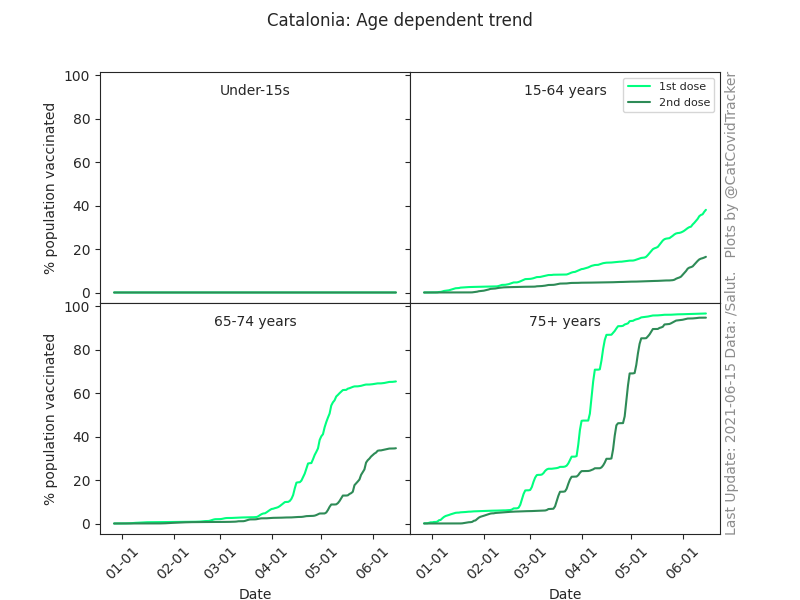 Catalonia: Age dependent trend
% population vaccinated
100
80
60
40
20
0
Under-15s
15-64 years
1st dose
2nd dose
% population vaccinated
100
80
60
40
20
0
65-74 years
75+ years
01-01
02-01
03-01
04-01
05-01
06-01
Date
01-01
02-01
03-01
04-01
05-01
06-01
Date
Last Update: 2021-06-15 Data: /Salut. Plots by @CatCovidTracker